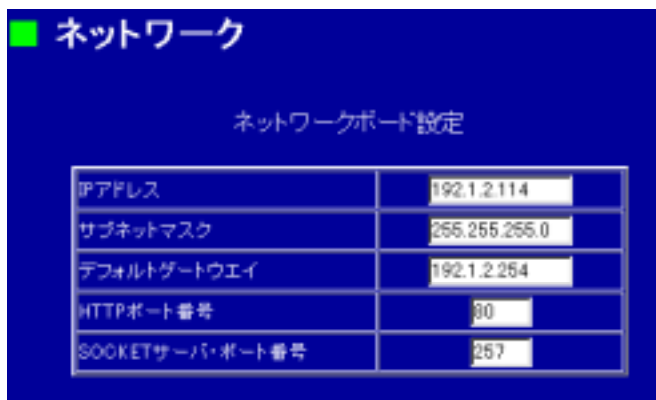 ネットワーク
ネットワークボード設定
IPアドレス 192.1.2.114
サブネットマスク 255.255.255.0
デフォルトゲートウエイ 192.1.2.254
HTTPポート番号 80
SOCKETサーバ・ポート番号 257